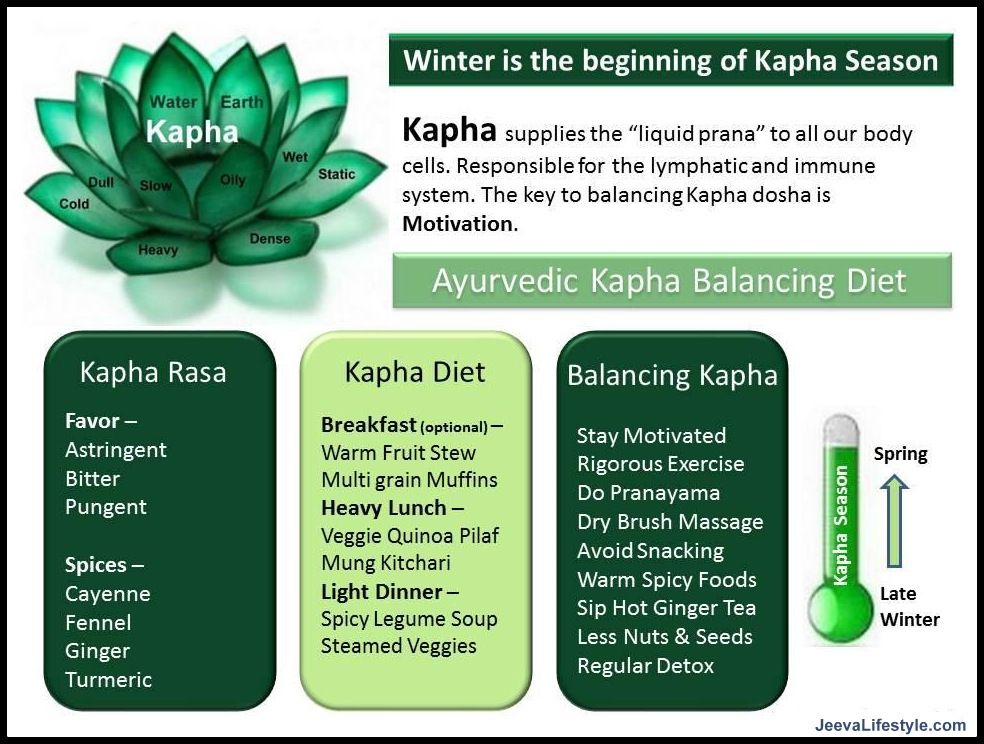 Winter is the beginning of Kapha Season
Water Earth
Kapha
Dull Slow Oily Wet
Cold Static
Heavy Dense
Kapha supplies the “liquid prana” to all our body
cells. Responsible for the lymphatic and immune
system. The key to balancing Kapha dosha is
Motivation.
Ayurvedic Kapha Balancing Diet
Kapha Rasa
Favor –
Astringent
Bitter
Pungent
Spices –
Cayenne
Fennel
Ginger
Turmeric
Kapha Diet
Breakfast (optional) –
Warm Fruit Stew
Multi grain Muffins
Heavy Lunch –
Veggie Quinoa Pilaf
Mung Kitchari
Light Dinner –
Spicy Legume Soup
Steamed Veggies
Balancing Kapha
Stay Motivated
Rigorous Exercise
Do Pranayama
Dry Brush Massage
Avoid Snacking
Warm Spicy Foods
Sip Hot Ginger Tea
Less Nuts & Seeds
Regular Detox
Kapha Season
Spring
Late
Winter
JeevaLifestyle.com